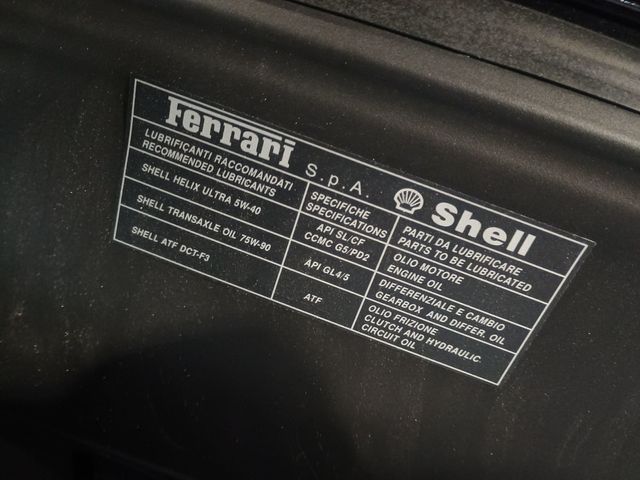 Ferrari S.p.A. Shell
LUBRIFICANTI RACCOMANDATI
RECOMMENDED LUBRICANTS
SPECIFICHE
SPECIFICATIONS
PARTI DA LUBRIFICARE
PARTS TO BE LUBRICATED
SHELL HELIX ULTRA 5W-40
API SL/CF
CCMC G5/PD2
OLIO MOTORE
ENGINE OIL
SHELL TRANSAXLE OIL 75W-90
API GL4/5
DIFFERENZIALE E CAMBIO
GEARBOX AND DIFFER. OIL
SHELL ATF DCT-F3
ATF
OLIO FRIZIONE
CLUTCH AND HYDRAULIC
CIRCUIT OIL